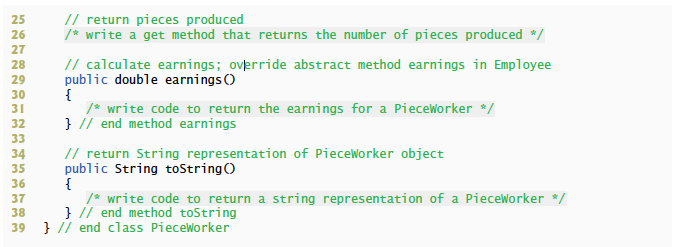 25 // return pieces produced
26 /* write a get method that returns the number of pieces produced */
27
28 // calculate earnings; override abstract method earnings in Employee
29 public double earnings()
30 {
31 /* write code to return the earnings for a PieceWorker */
32 } // end method earnings
33
34 // return String representation of PieceWorker object
35 public String toString()
36 {
37 /* write code to return a string representation of a PieceWorker */
38 } // end method toString
39 } // end class PieceWorker